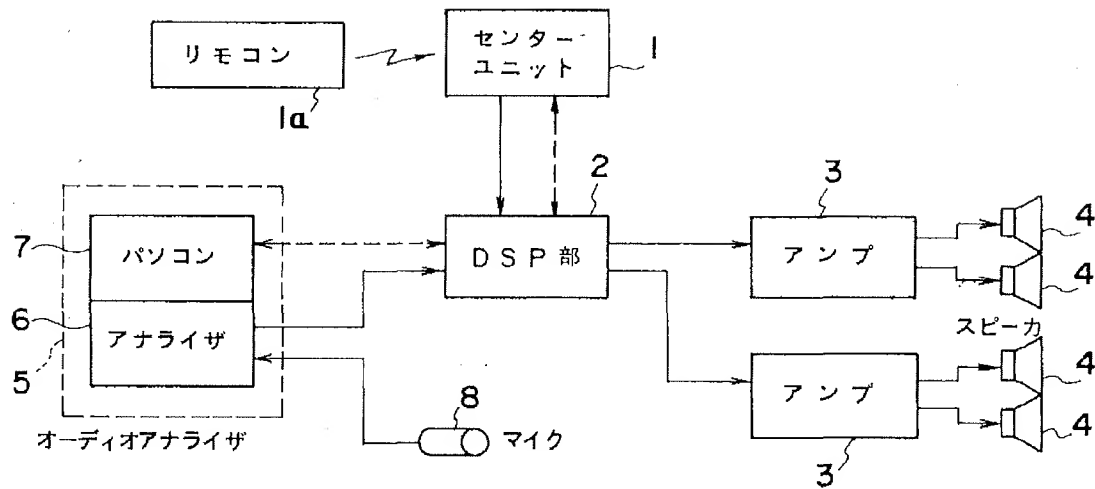 リモコン
1a
センター
ユニット
1
2
DSP部
3
アンプ
4
4
スピーカ
3
アンプ
4
4
7
パソコン
6
アナライザ
5
オーディオアナライザ
8
マイク